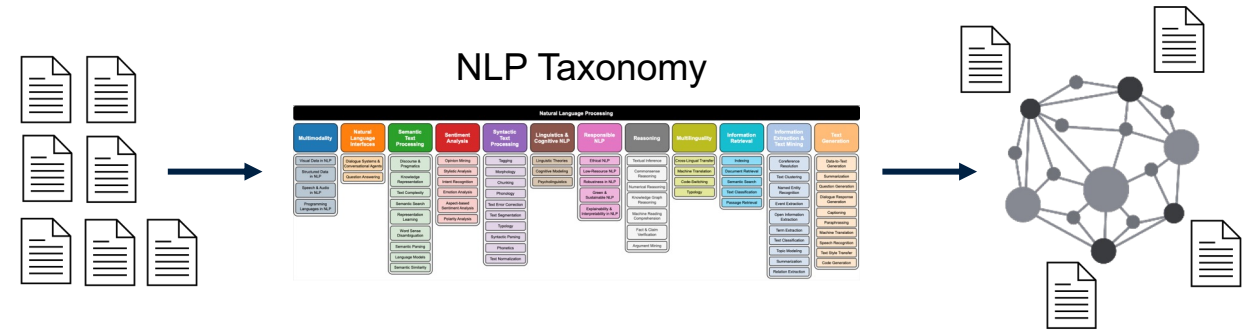 NLP Taxonomy
Natural Language Processing
Multimodality
Visual Data in NLP
Structured Data
in NLP
Speech & Audio
in NLP
Programming
Languages in NLP
Natural
Language
Interfaces
Dialogue Systems &
Conversational Agents
Question Answering
Semantic
Text
Processing
Discourse &
Pragmatics
Knowledge
Representation
Text Complexity
Semantic Search
Representation
Learning
Word Sense
Disambiguation
Semantic Parsing
Language Models
Semantic Similarity
Sentiment
Analysis
Opinion Mining
Stylistic Analysis
Intent Recognition
Emotion Analysis
Aspect-based
Sentiment Analysis
Polarity Analysis
Syntactic
Text
Processing
Tagging
Morphology
Chunking
Phonology
Text Error Correction
Text Segmentation
Typology
Syntactic Parsing
Phonetics
Text Normalization
Linguistics &
Cognitive NLP
Linguistic Theories
Cognitive Modeling
Psycholinguistics
Responsible
NLP
Ethical NLP
Low-Resource NLP
Robustness in NLP
Green &
Sustainable NLP
Explainability &
Interpretability in NLP
Reasoning
Textual Inference
Commonsense
Reasoning
Numerical Reasoning
Knowledge Graph
Reasoning
Machine Reading
Comprehension
Fact & Claim
Verification
Argument Mining
Multilinguality
Cross-Lingual Transfer
Machine Translation
Code-Switching
Typology
Information
Retrieval
Indexing
Document Retrieval
Semantic Search
Text Classification
Passage Retrieval
Information
Extraction &
Text Mining
Coreference
Resolution
Text Clustering
Named Entity
Recognition
Event Extraction
Open Information
Extraction
Term Extraction
Text Classification
Topic Modeling
Summarization
Relation Extraction
Text
Generation
Data-to-Text
Generation
Summarization
Question Generation
Dialogue Response
Generation
Captioning
Paraphrasing
Machine Translation
Speech Recognition
Text Style Transfer
Code Generation